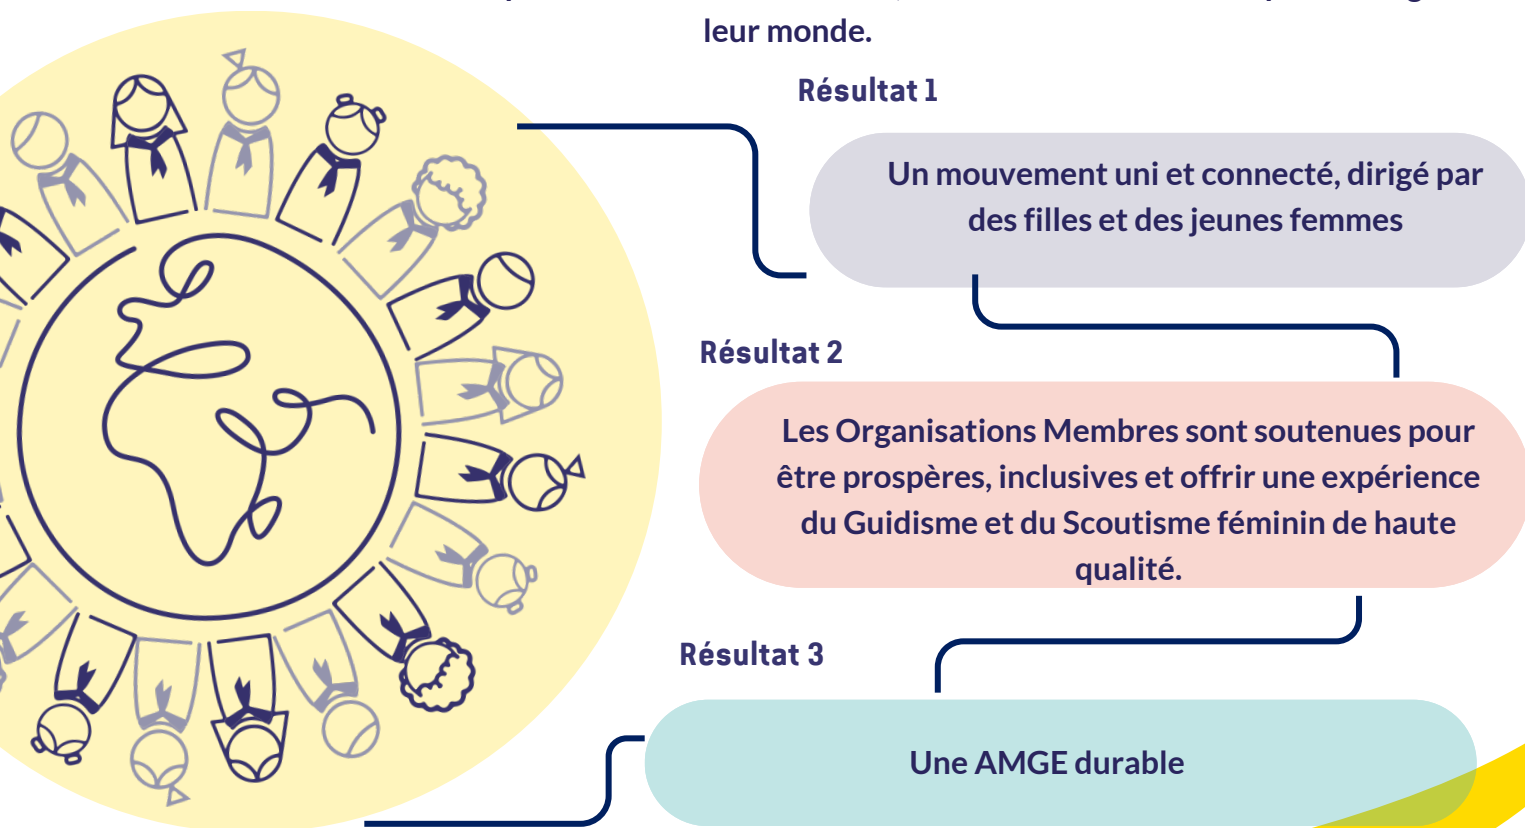 leur monde.
Résultat 1
Un mouvement uni et connecté, dirigé par
des filles et des jeunes femmes
Résultat 2
Les Organisations Membres sont soutenues pour
être prospères, inclusives et offrir une expérience
du Guidisme et du Scoutisme féminin de haute
qualité.
Résultat 3
Une AMGE durable